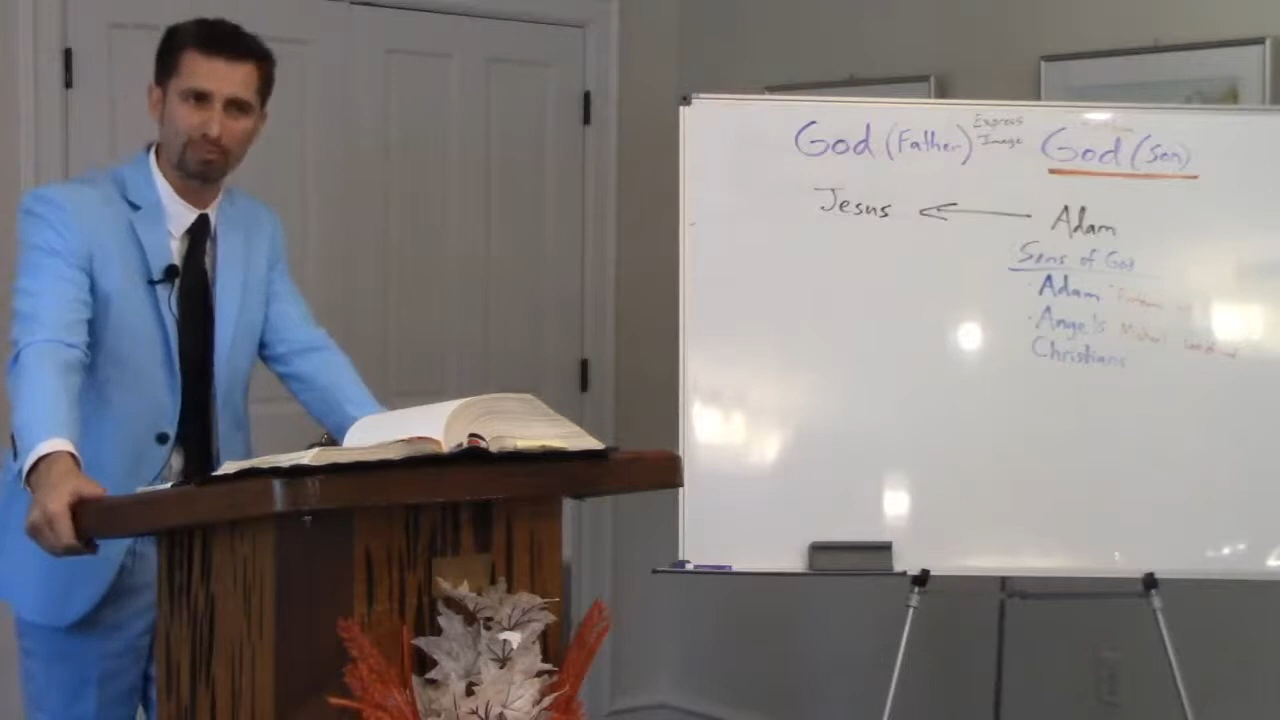 God (Father) Express Image God (Son)
Jesus Adam
Sons of God
· Adam
· Angels
Christians